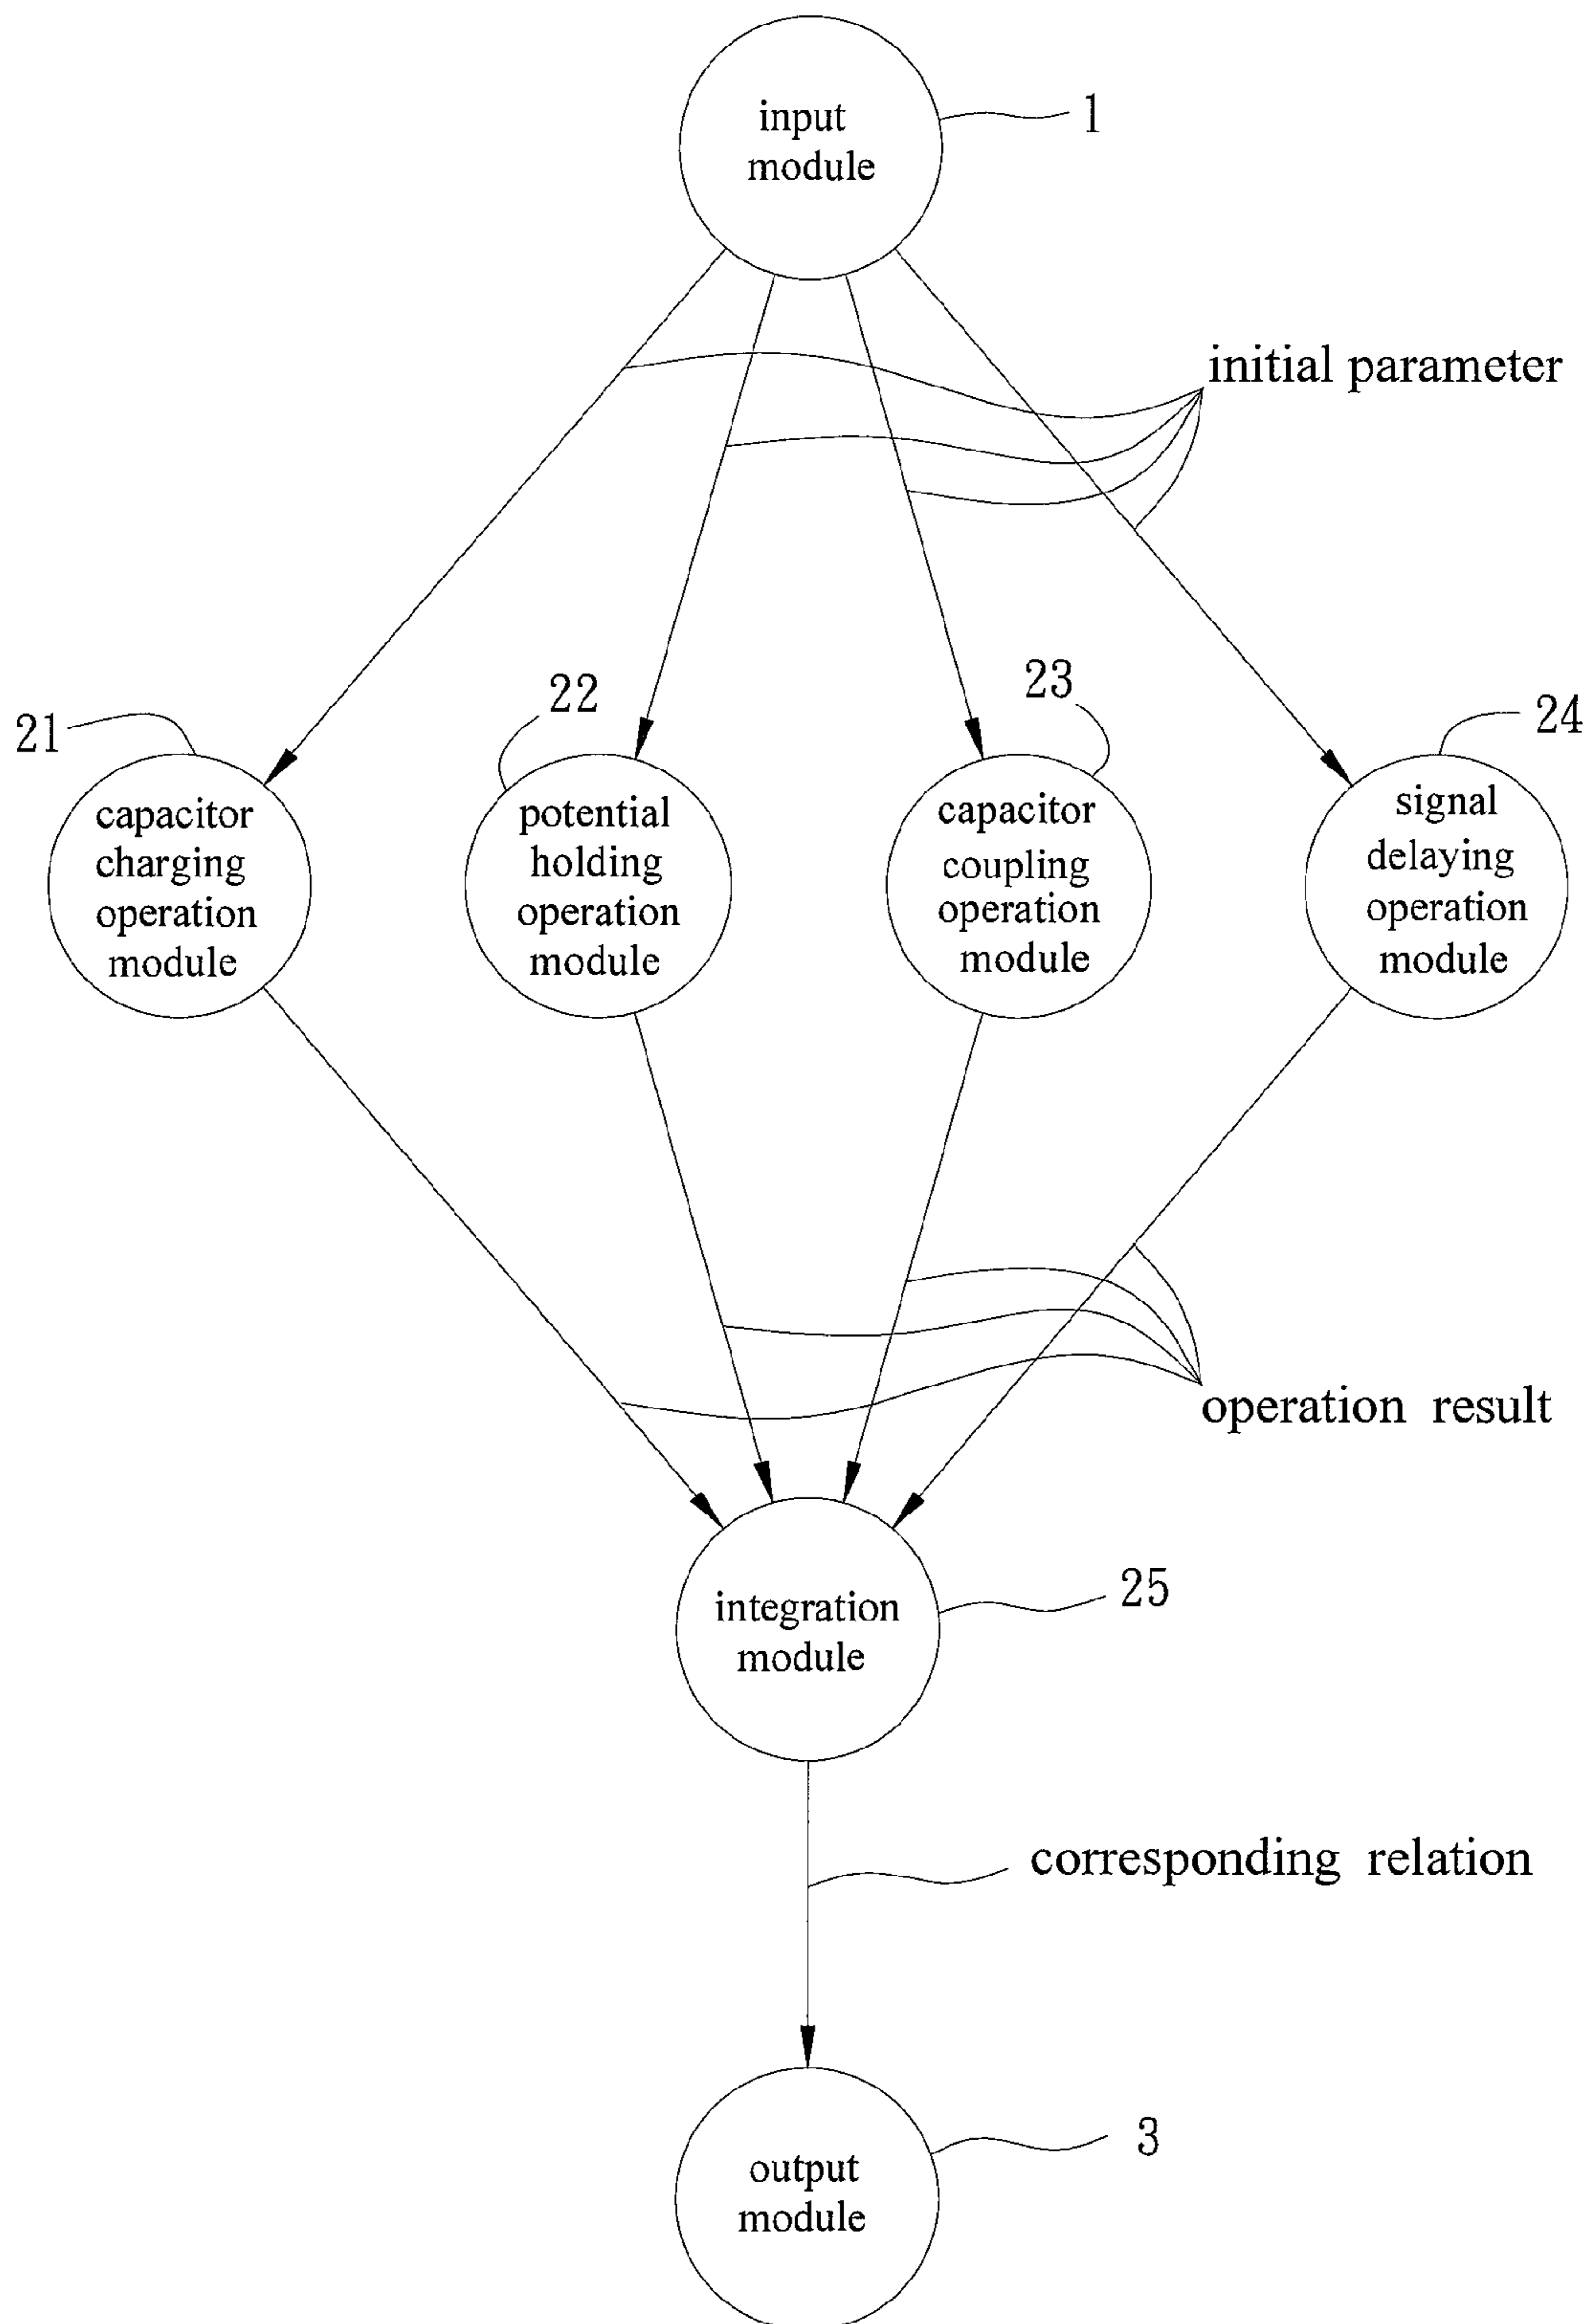 input
module
1
initial parameter
21
22
23
24
capacitor
charging
operation
module
potential
holding
operation
module
capacitor
coupling
operation
module
signal
delaying
operation
module
operation result
integration
module
25
corresponding relation
output
module
3